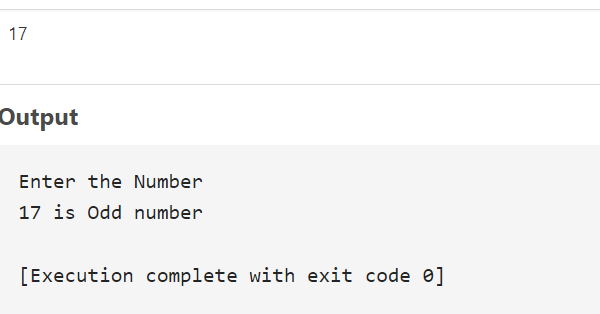 17
Output
Enter the Number
17 is Odd number
[Execution complete with exit code 0]